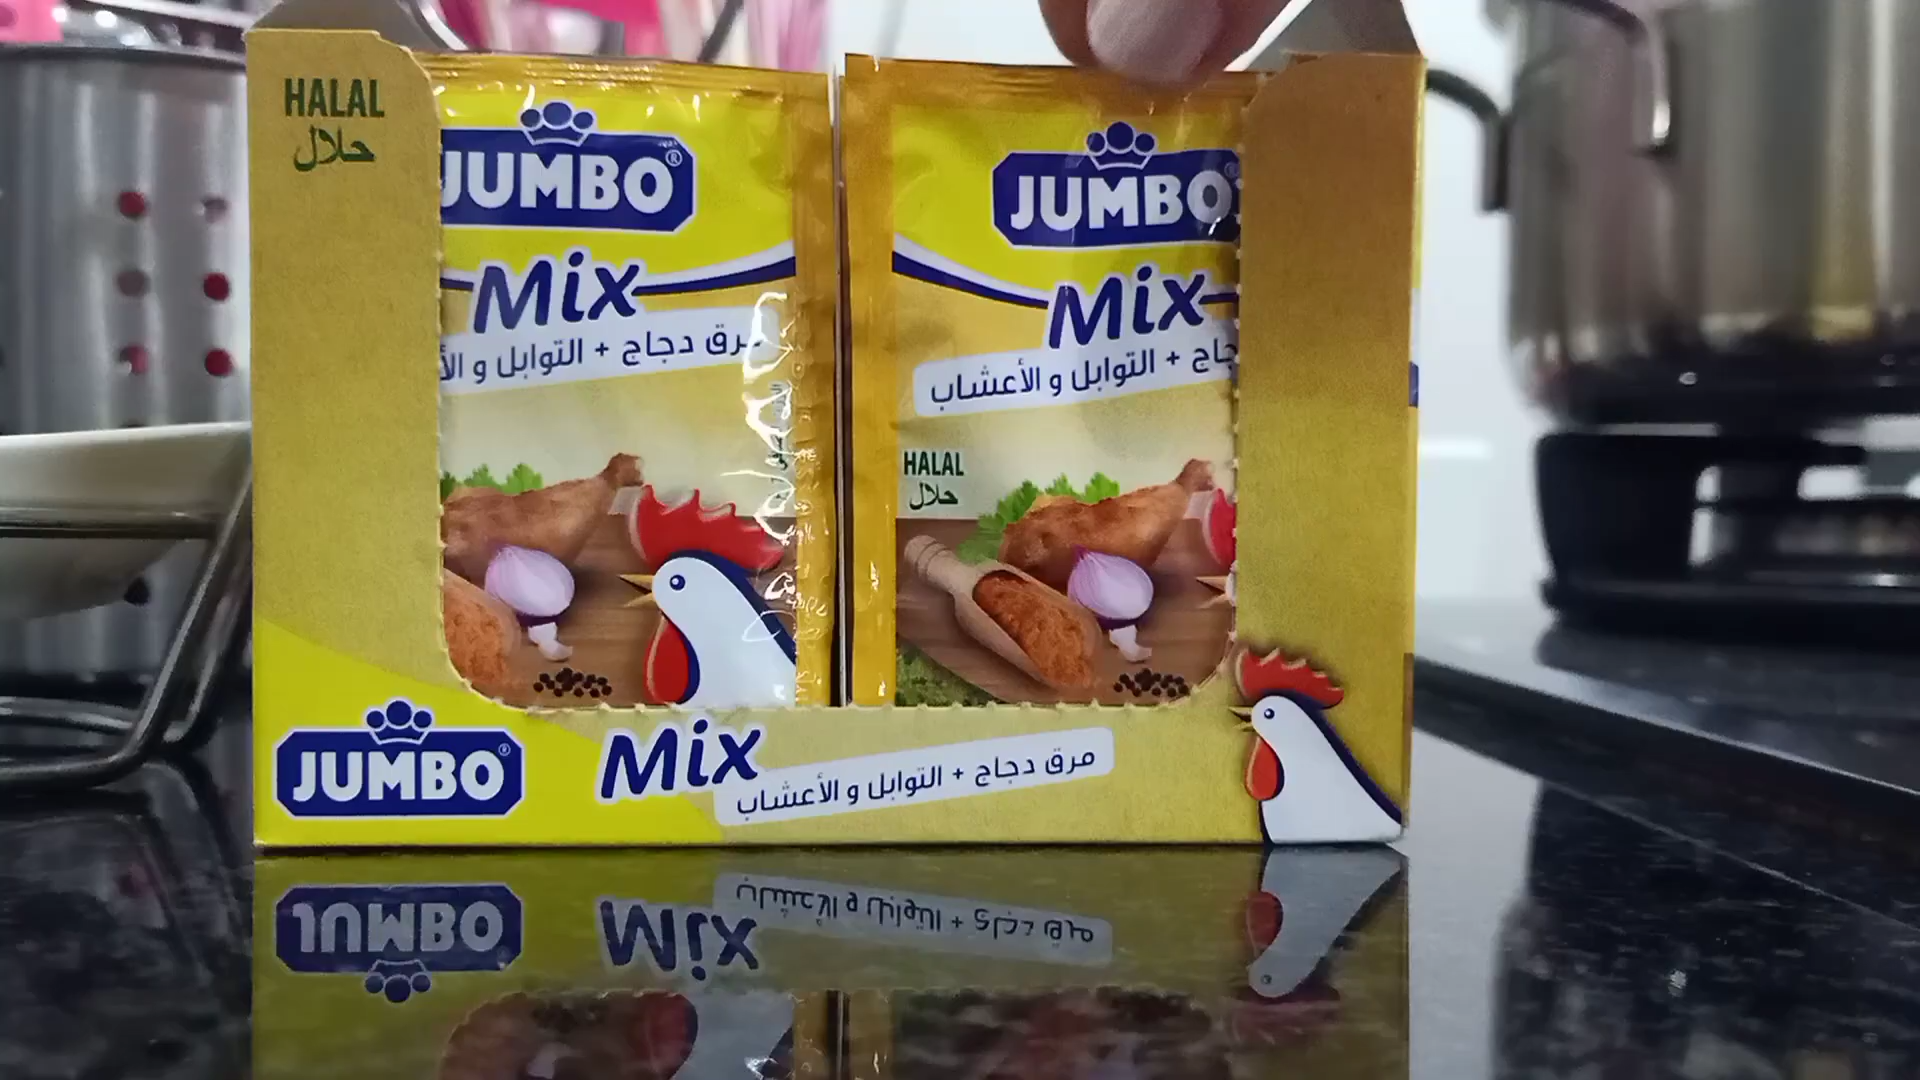 HALAL
حلال
JUMBO®
Mix
مرق دجاج + التوابل و الأ
JUMBO
Mix
جاج + التوابل و الأعشاب
HALAL
حلال
JUMBO®
Mix
مرق دجاج + التوابل و الأعشاب